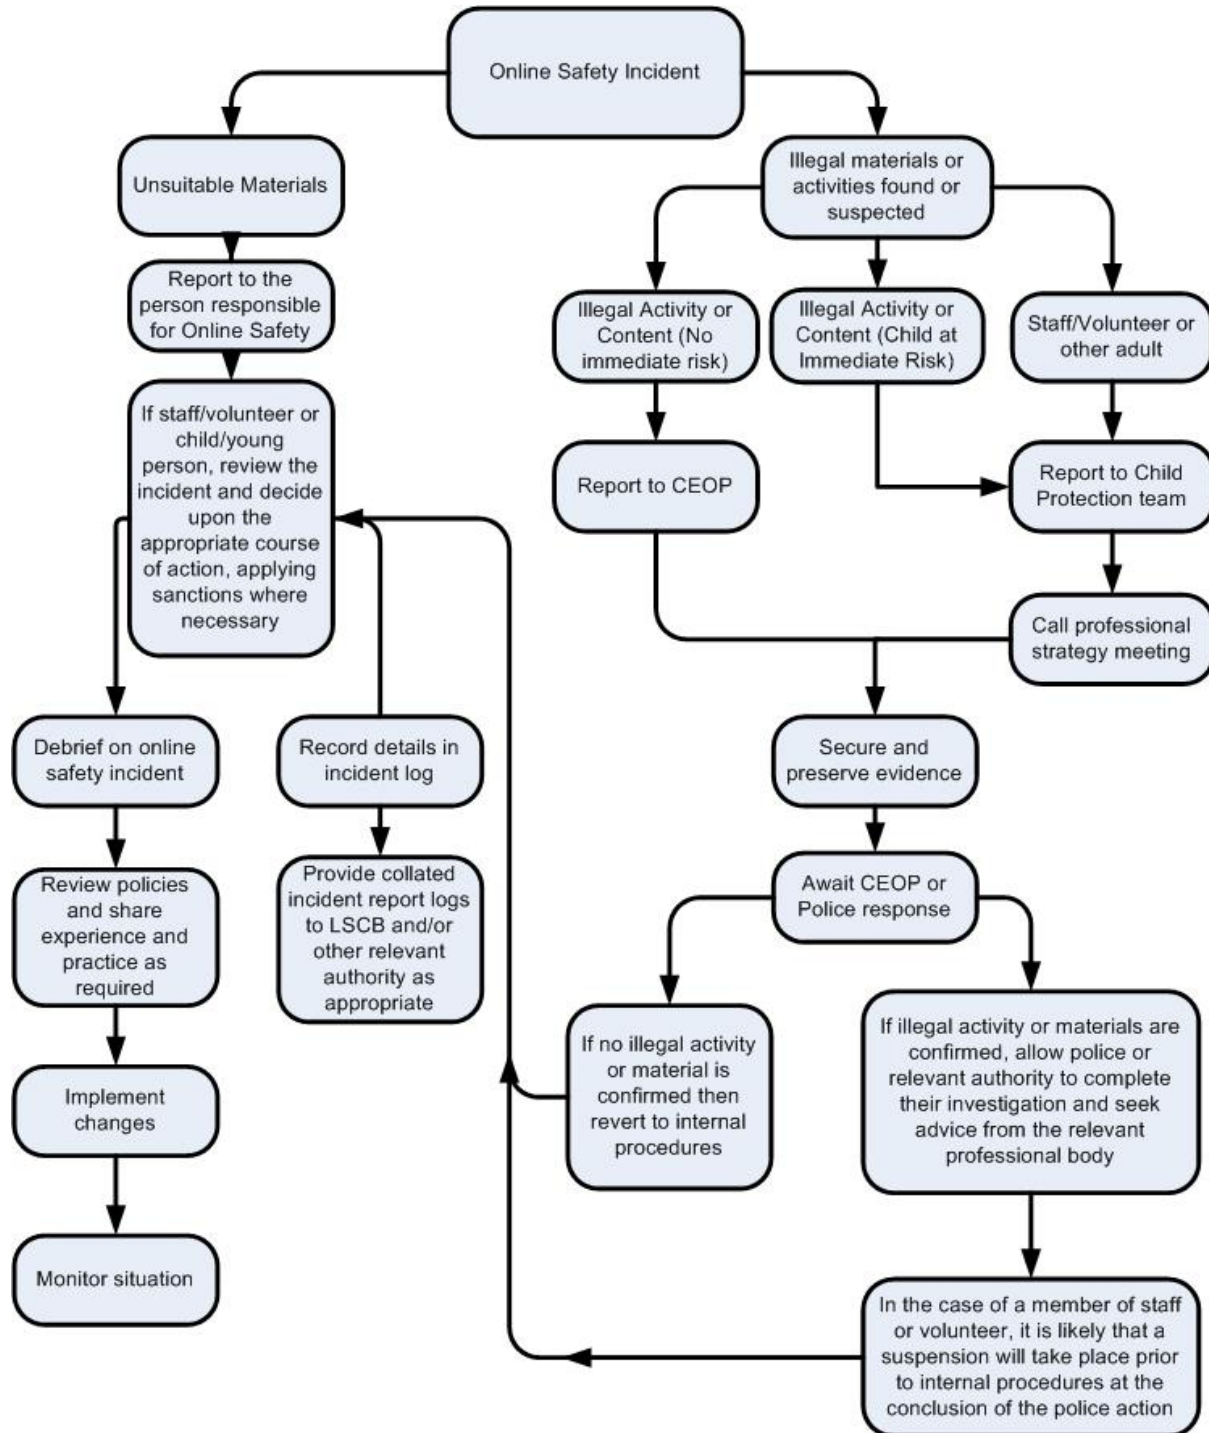 Online Safety Incident
Unsuitable Materials
Report to the
person responsible
for Online Safety
If staff/volunteer or
child/young
person, review the
incident and decide
upon the
appropriate course
of action, applying
sanctions where
necessary
Debrief on online
safety incident
Review policies
and share
experience and
practice as
required
Implement
changes
Monitor situation
Record details in
incident log
Provide collated
incident report logs
to LSCB and/or
other relevant
authority as
appropriate
Illegal materials or
activities found or
suspected
Illegal Activity or
Content (No
immediate risk)
Illegal Activity or
Content (Child at
Immediate Risk)
Staff/Volunteer or
other adult
Report to CEOP
Report to Child
Protection team
Call professional
strategy meeting
Secure and
preserve evidence
Await CEOP or
Police response
If no illegal activity
or material is
confirmed then
revert to internal
procedures
If illegal activity or materials are
confirmed, allow police or
relevant authority to complete
their investigation and seek
advice from the relevant
professional body
In the case of a member of staff
or volunteer, it is likely that a
suspension will take place prior
to internal procedures at the
conclusion of the police action